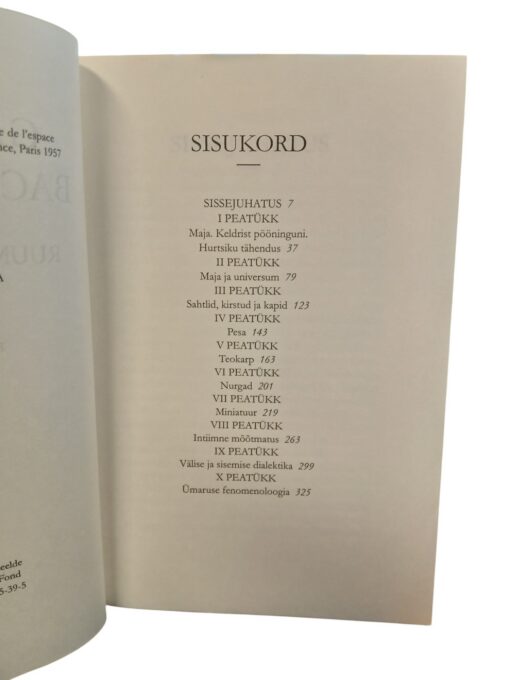 e de l'espace
nce, Paris 1957
BAC
RUUM
A
eelde
Fond
5-39-5
SISUKORD
SISSEJUHATUS 7
I PEATÜKK
Maja. Keldrist pööninguni.
Hurtsiku tähendus 37
II PEATÜKK
Maja ja universum 79
III PEATÜKK
Sahtlid, kirstud ja kapid 123
IV PEATÜKK
Pesa 143
V PEATÜKK
Teokarp 163
VI PEATÜKK
Nurgad 201
VII PEATÜKK
Miniatuur 219
VIII PEATÜKK
Intiimne mõõtmatus 263
IX PEATÜKK
Välise ja sisemise dialektika 299
X PEATÜKK
Ümaruse fenomenoloogia 325